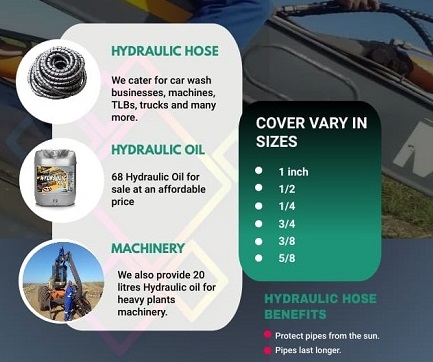 HYDRAULIC HOSE
We cater for car wash
businesses, machines,
TLBs, trucks and many
more.
HYDRAULIC OIL
HYDRAULIC
68 Hydraulic Oil for
sale at an affordable
price
MACHINERY
We also provide 20
litres Hydraulic oil for
heavy plants
machinery.
COVER VARY IN
SIZES
1 inch
1/2
1/4
3/4
3/8
5/8
HYDRAULIC HOSE
BENEFITS
Protect pipes from the sun.
Pipes last longer.